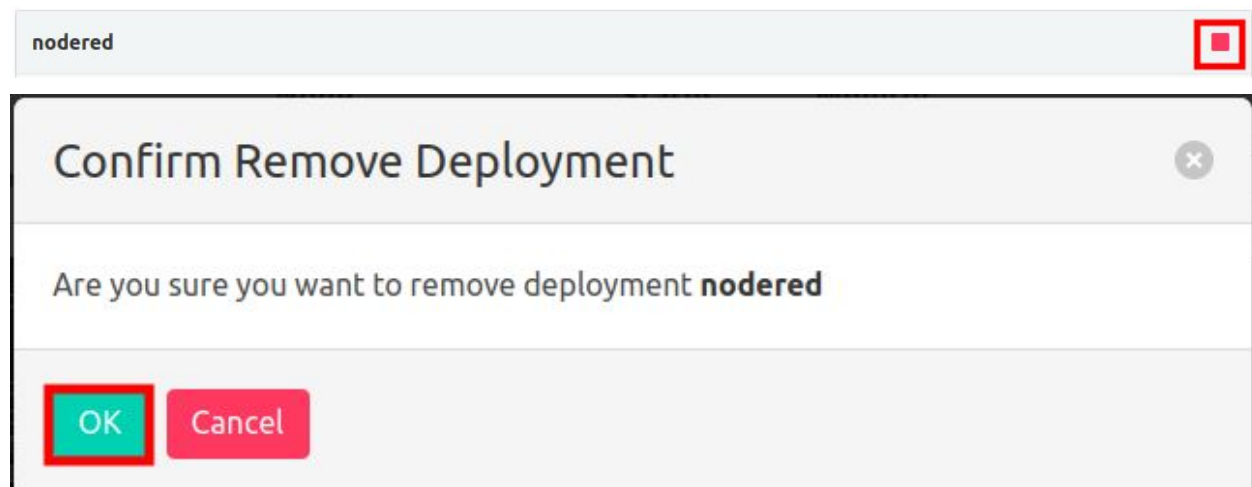 nodered
Confirm Remove Deployment
Are you sure you want to remove deployment nodered
OK
Cancel